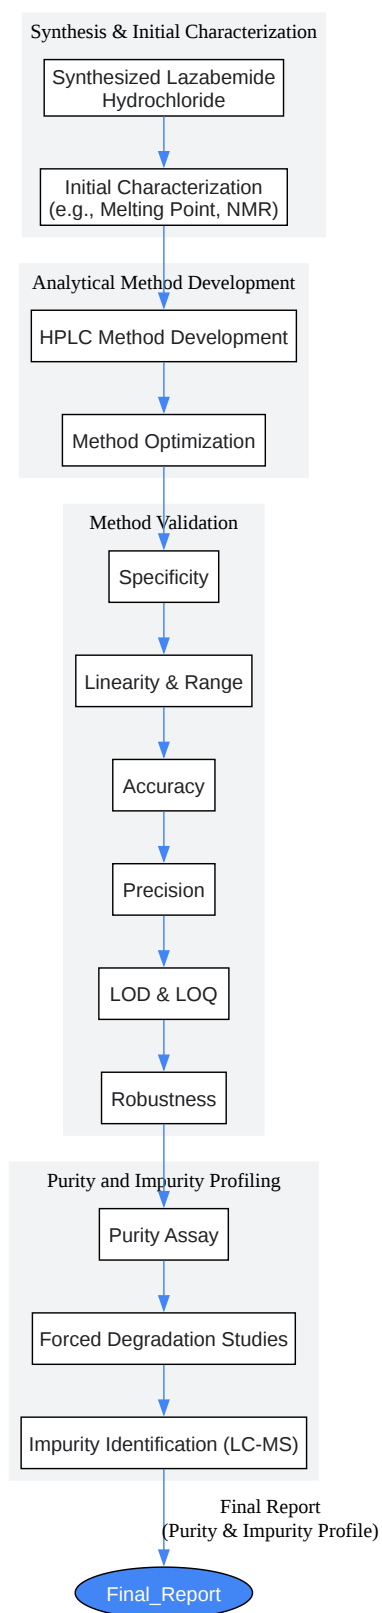 Synthesis & Initial Characterization
Synthesized Lazabemide
Hydrochloride
Initial Characterization
(e.g., Melting Point, NMR)
Analytical Method Development
HPLC Method Development
Method Optimization
Method Validation
Specificity
Linearity & Range
Accuracy
Precision
LOD & LOQ
Robustness
Purity and Impurity Profiling
Purity Assay
Forced Degradation Studies
Impurity Identification (LC-MS)
Final Report
(Purity & Impurity Profile)
Final_Report